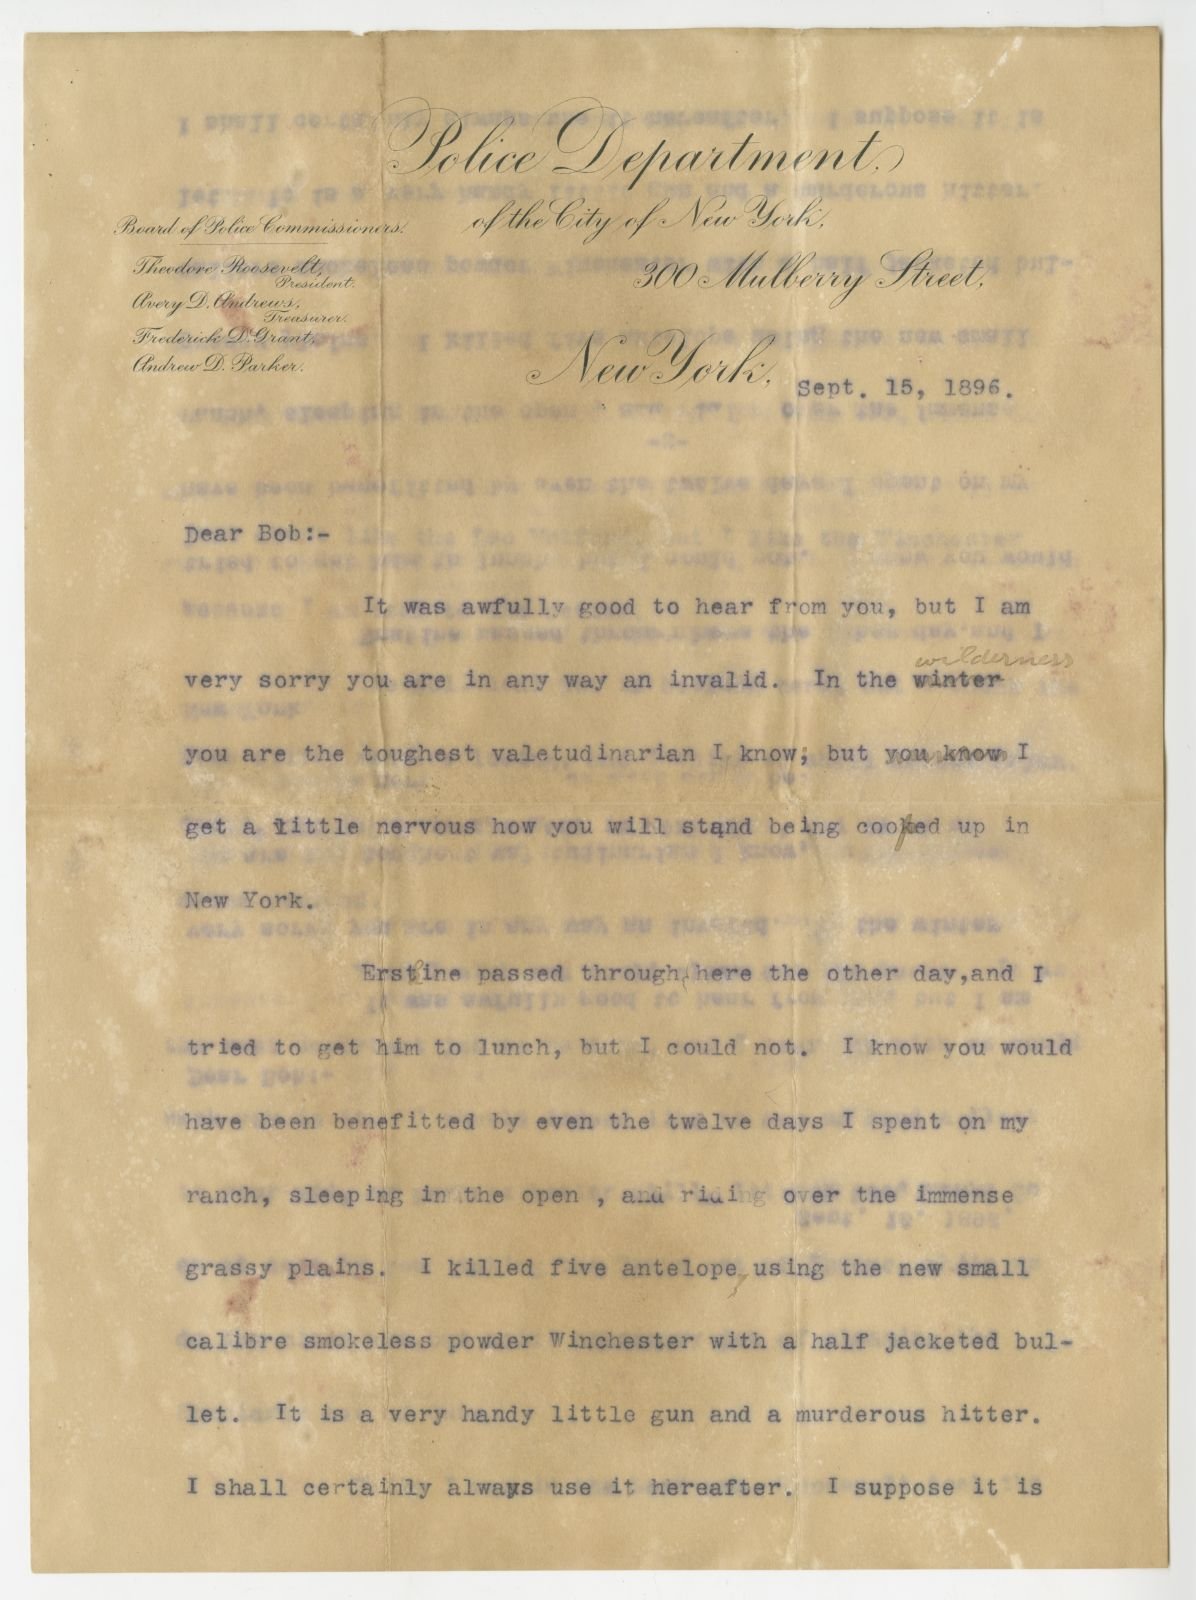 Police Department.
of the City of New York,
300 Mulberry Street,
Board of Police Commissioners.
Theodore Roosevelt,
President.
Avery D. Andrews,
Treasurer.
Frederick D. Grant,
Andrew D. Parker.
New York, Sept. 15, 1896.
Dear Bob:-
It was awfully good to hear from you, but I am
wilderness
very sorry you are in any way an invalid. In the winter
you are the toughest valetudinarian I know; but you know I
get a little nervous how you will stand being cooped up in
New York.
Erskine passed through here the other day,and I
tried to get him to lunch, but I could not. I know you would
have been benefitted by even the twelve days I spent on my
ranch, sleeping in the open , and riding over the immense
grassy plains. I killed five antelope, using the new small
calibre smokeless powder Winchester with a half jacketed bul-
let. It is a very handy little gun and a murderous hitter.
I shall certainly always use it hereafter. I suppose it is